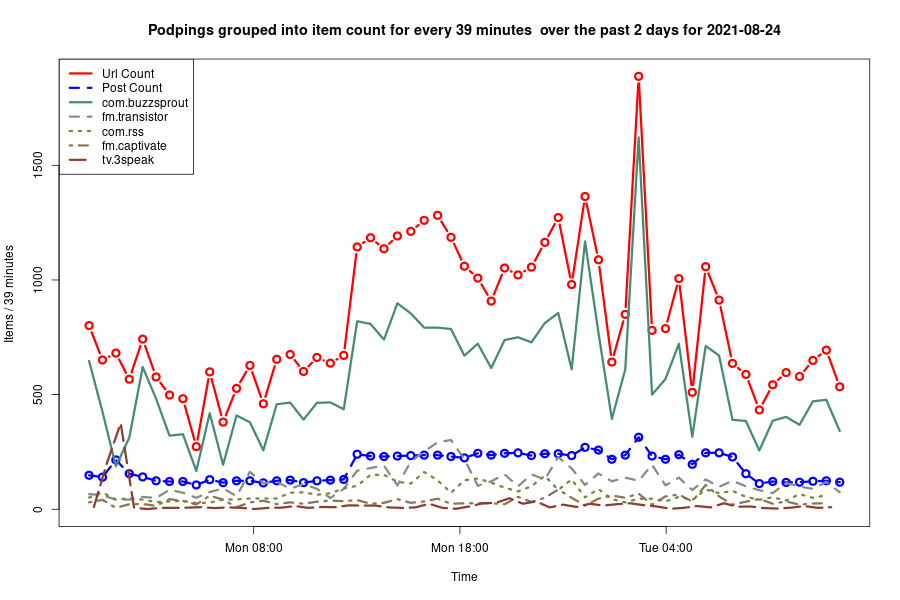 Podpings grouped into item count for every 39 minutes  over the past 2 days for 2021-08-24
Url Count
Post Count
com.buzzsprout
fm.transistor
com.rss
fm.captivate
tv.3speak
Items / 39 minutes
1500
1000
500
0
Mon 08:00
Mon 18:00
Tue 04:00
Time